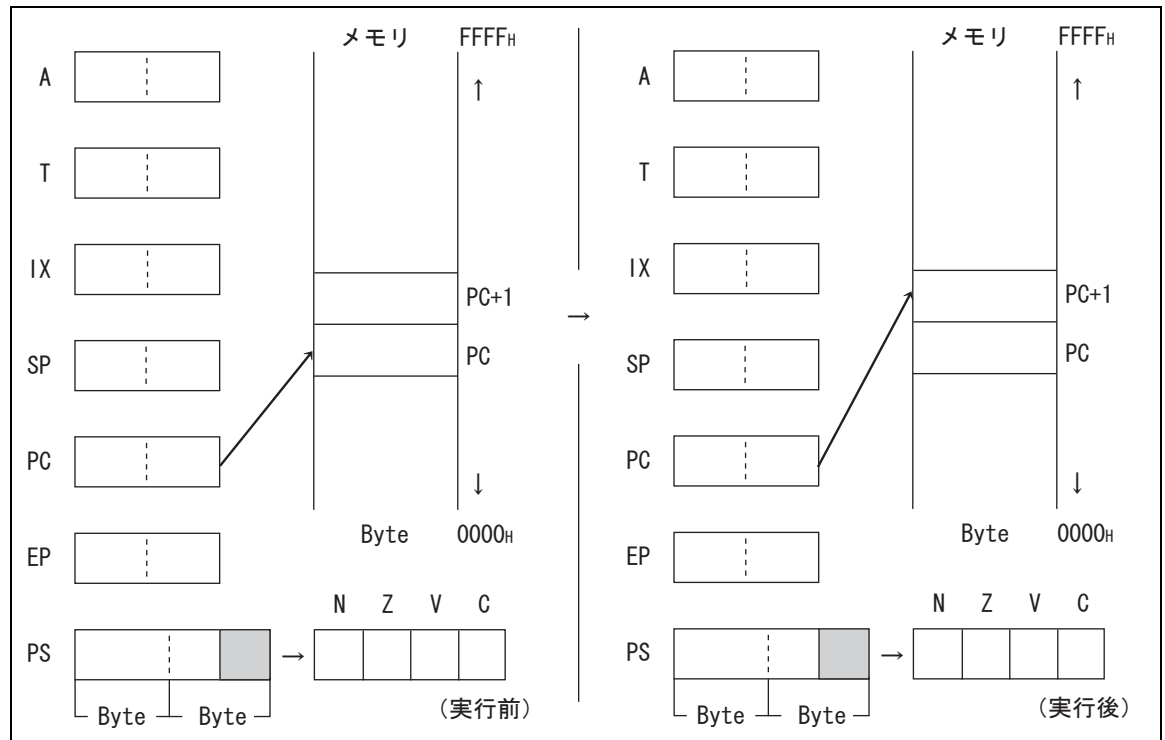 メモリ FFFFH
A
↑
T
IX
PC+1
SP
PC
PC
↓
Byte 0000H
EP
N Z V C
PS
→
Byte Byte
(実行前)
→
メモリ FFFFH
A
↑
T
IX
PC+1
SP
PC
PC
↓
Byte 0000H
EP
N Z V C
PS
→
Byte Byte
(実行後)